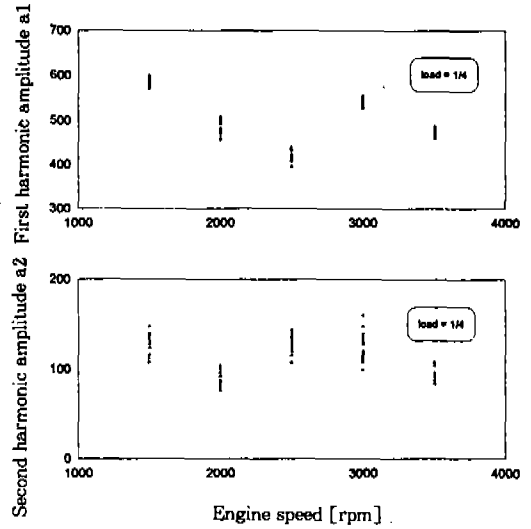 First harmonic amplitude a1
700
600
500
400
300
load = 1/4
1000 2000 3000 4000
Second harmonic amplitude a2
200
100
0
load = 1/4
1000 2000 3000 4000
Engine speed [rpm]